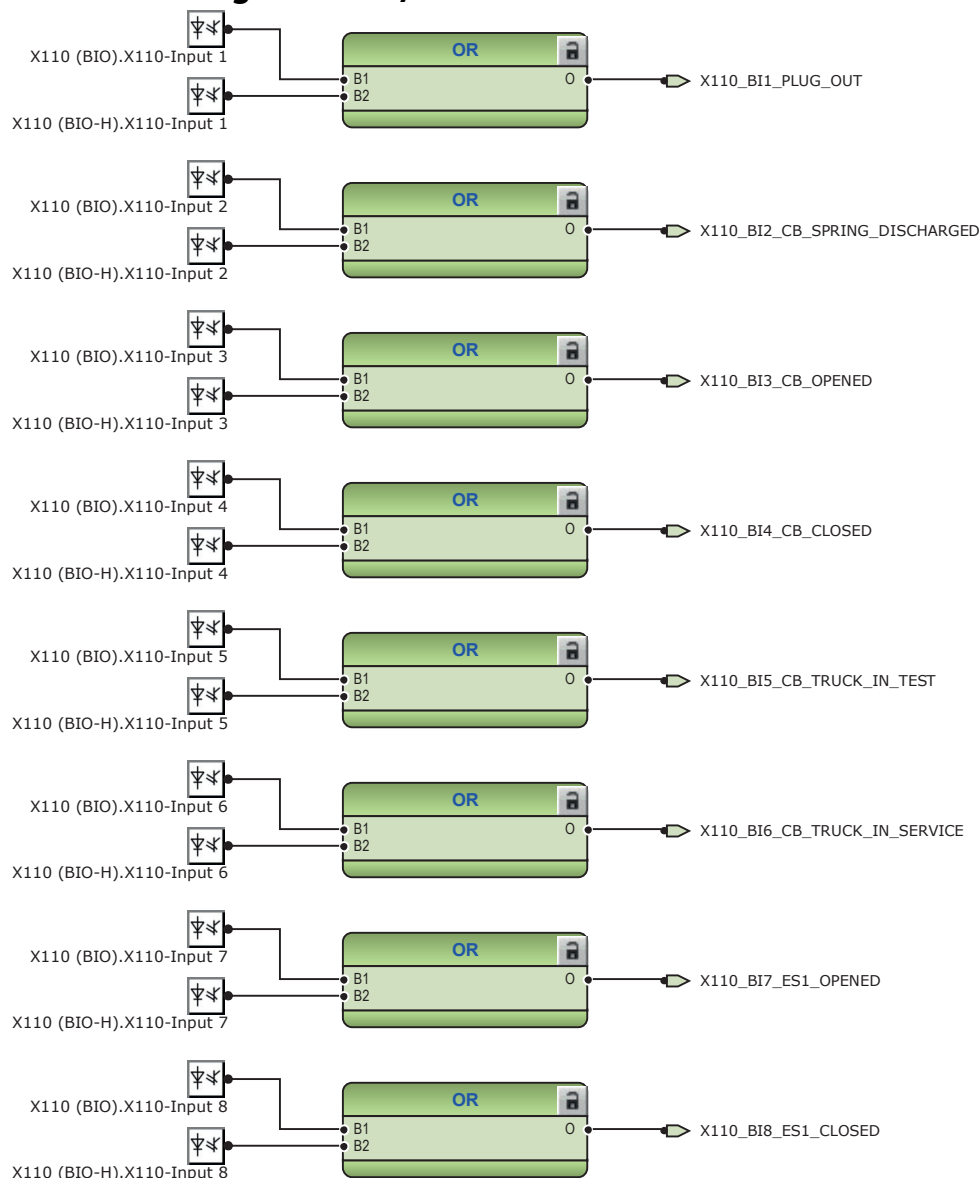 X110 (BIO).X110-Input 1
X110 (BIO-H).X110-Input 1
OR
B1
B2
O
X110_BI1_PLUG_OUT
X110 (BIO).X110-Input 2
X110 (BIO-H).X110-Input 2
OR
B1
B2
O
X110_BI2_CB_SPRING_DISCHARGED
X110 (BIO).X110-Input 3
X110 (BIO-H).X110-Input 3
OR
B1
B2
O
X110_BI3_CB_OPENED
X110 (BIO).X110-Input 4
X110 (BIO-H).X110-Input 4
OR
B1
B2
O
X110_BI4_CB_CLOSED
X110 (BIO).X110-Input 5
X110 (BIO-H).X110-Input 5
OR
B1
B2
O
X110_BI5_CB_TRUCK_IN_TEST
X110 (BIO).X110-Input 6
X110 (BIO-H).X110-Input 6
OR
B1
B2
O
X110_BI6_CB_TRUCK_IN_SERVICE
X110 (BIO).X110-Input 7
X110 (BIO-H).X110-Input 7
OR
B1
B2
O
X110_BI7_ES1_OPENED
X110 (BIO).X110-Input 8
X110 (BIO-H).X110-Input 8
OR
B1
B2
O
X110_BI8_ES1_CLOSED